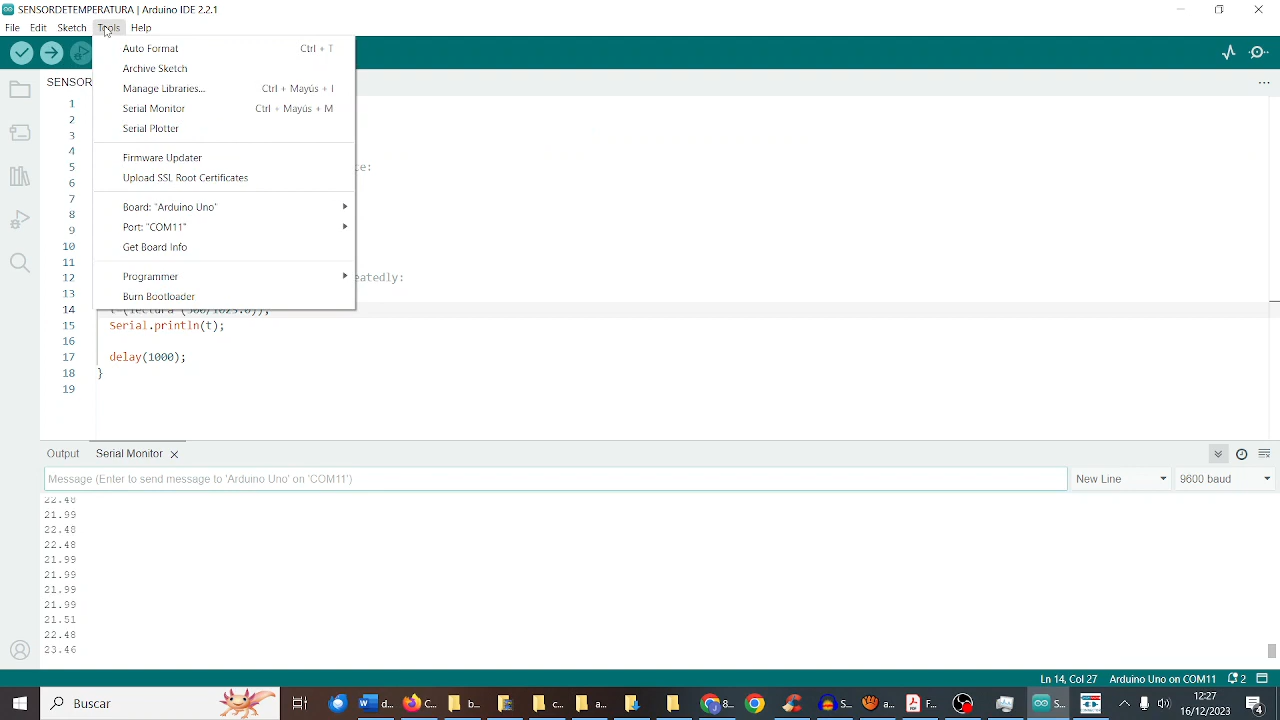 SENSORDETEMPERATURA | Arduino IDE 2.2.1
File Edit Sketch Tools Help
Auto Format Ctrl + T
Archive Sketch
Manage Libraries... Ctrl + Mayús + I
Serial Monitor Ctrl + Mayús + M
Serial Plotter
Firmware Updater
Upload SSL Root Certificates
Board: "Arduino Uno"
Port: "COM11"
Get Board Info
Programmer
Burn Bootloader
SENSOR
1
2
3
4
5 ce:
6
7
8
9
10
11
12 eatedly:
13
14
15 Serial.println(t);
16
17 delay(1000);
18 }
19
Output Serial Monitor
Message (Enter to send message to 'Arduino Uno' on 'COM11') New Line 9600 baud
22.48
21.99
22.48
22.48
21.99
21.99
21.99
21.99
21.51
22.48
23.46
Ln 14, Col 27 Arduino Uno on COM11 2
Buscar d... C... b... c... c... a... 8... S... a... F... S... 12:27
16/12/2023